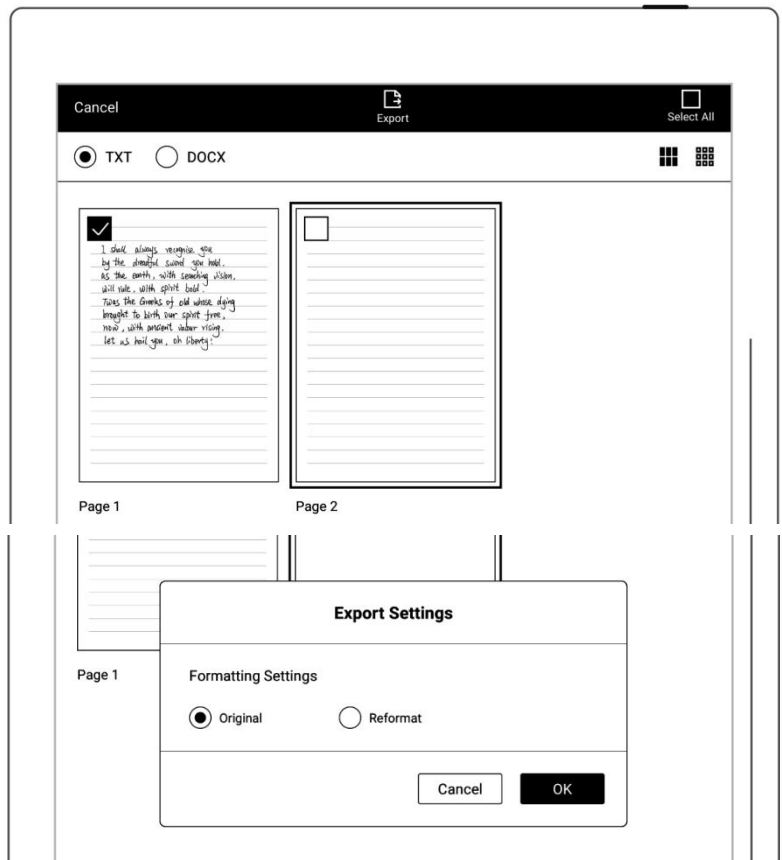 Cancel
Export
Select All
TXT
DOCX
I shall always recognise you
by the dreadful sword you hold.
as the earth, with searching vision,
will rule, with spirit bold.
Twas the Greeks of old whose dying
brought to birth our spirit free,
now, with ancient valour rising.
let us hail you, oh liberty!
Page 1
Page 2
Export Settings
Page 1
Formatting Settings
Original
Reformat
Cancel
OK